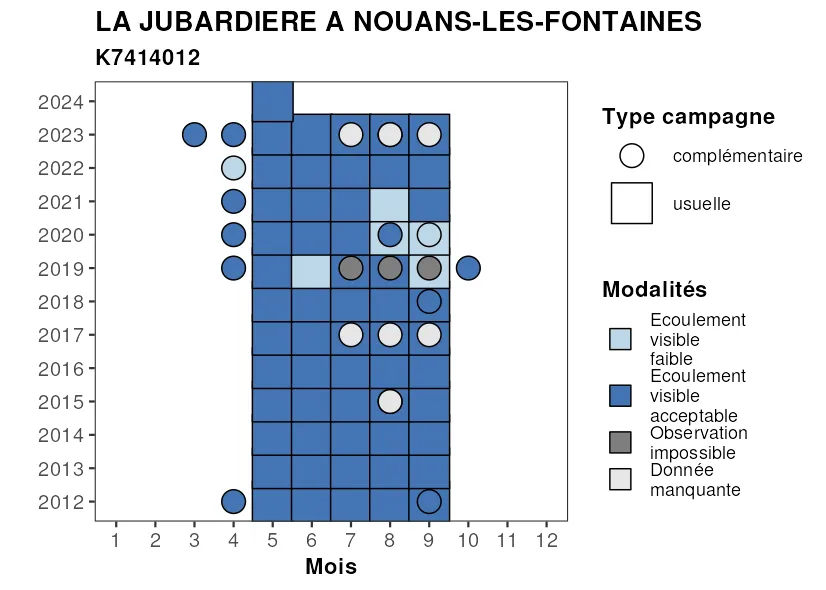 LA JUBARDIERE A NOUANS-LES-FONTAINES
K7414012
2024
2023
2022
2021
2020
2019
2018
2017
2016
2015
2014
2013
2012
1 2 3 4 5 6 7 8 9 10 11 12
Mois
Type campagne
complémentaire
usuelle
Modalités
Ecoulement
visible
faible
Ecoulement
visible
acceptable
Observation
impossible
Donnée
manquante